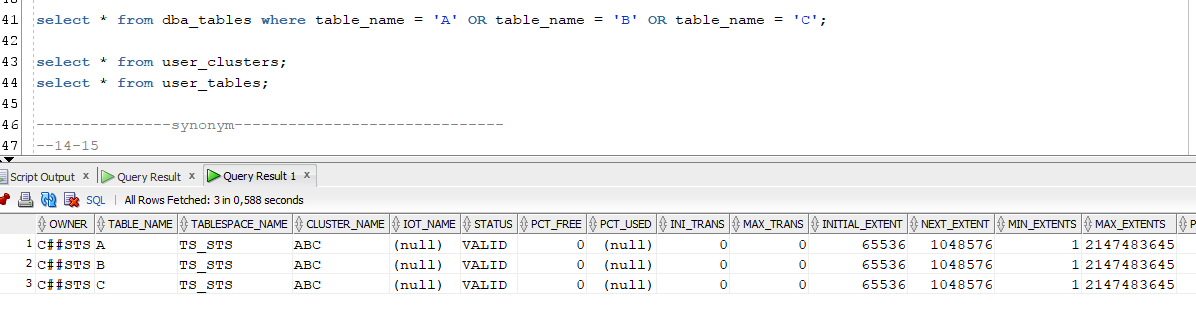 41 select * from dba_tables where table_name = 'A' OR table_name = 'B' OR table_name = 'C';
42
43 select * from user_clusters;
44 select * from user_tables;
45
46 ---------------synonym------------------------------
47 --14-15
Script Output x Query Result x Query Result 1 x
SQL | All Rows Fetched: 3 in 0,588 seconds
OWNER TABLE_NAME TABLESPACE_NAME CLUSTER_NAME IOT_NAME STATUS PCT_FREE PCT_USED INI_TRANS MAX_TRANS INITIAL_EXTENT NEXT_EXTENT MIN_EXTENTS MAX_EXTENTS P
1 C##STS A TS_STS ABC (null) VALID 0 (null) 0 0 65536 1048576 1 2147483645
2 C##STS B TS_STS ABC (null) VALID 0 (null) 0 0 65536 1048576 1 2147483645
3 C##STS C TS_STS ABC (null) VALID 0 (null) 0 0 65536 1048576 1 2147483645